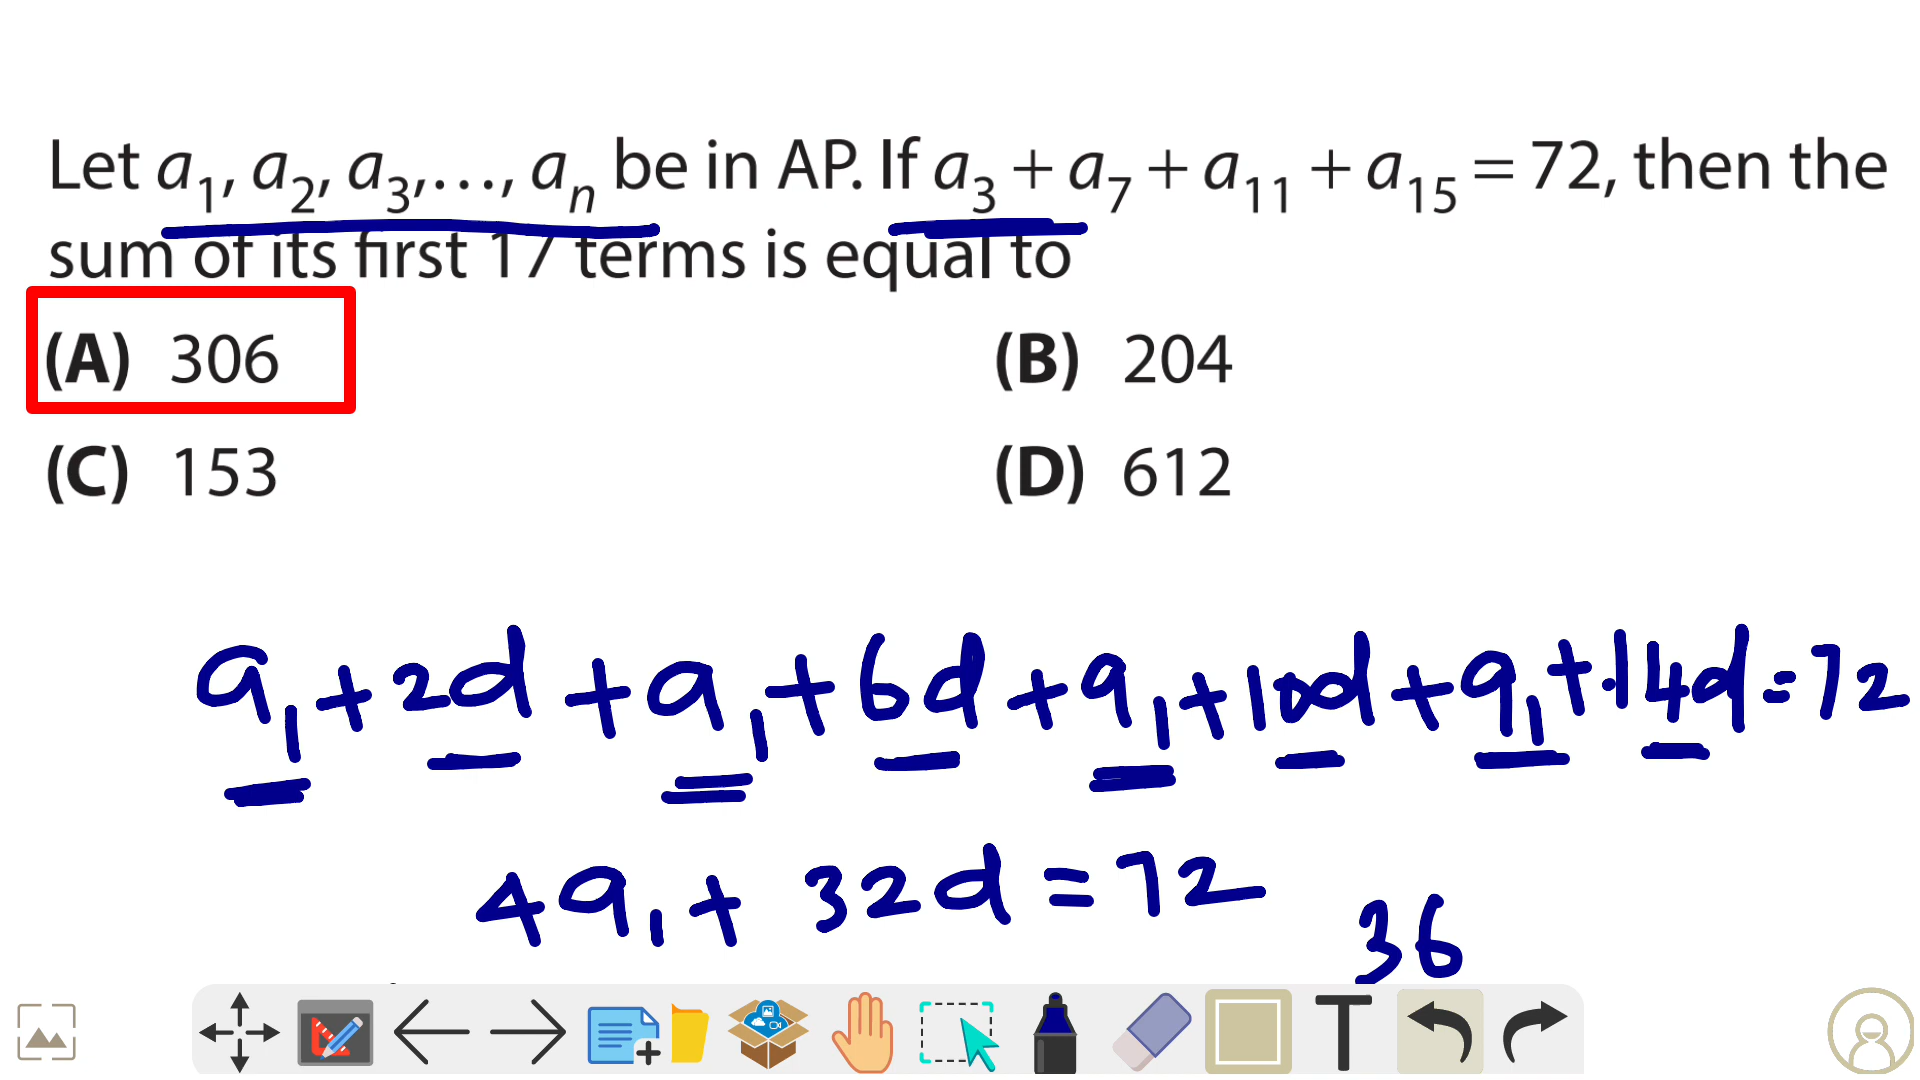 Let a₁, a₂, a₃,…, aₙ be in AP. If a₃ + a₇ + a₁₁ + a₁₅ = 72, then the
sum of its first 17 terms is equal to
(A) 306 (B) 204
(C) 153 (D) 612
a₁ + 2d + a₁ + 6d + a₁ + 10d + a₁ + 14d = 72
4a₁ + 32d = 72
36
T